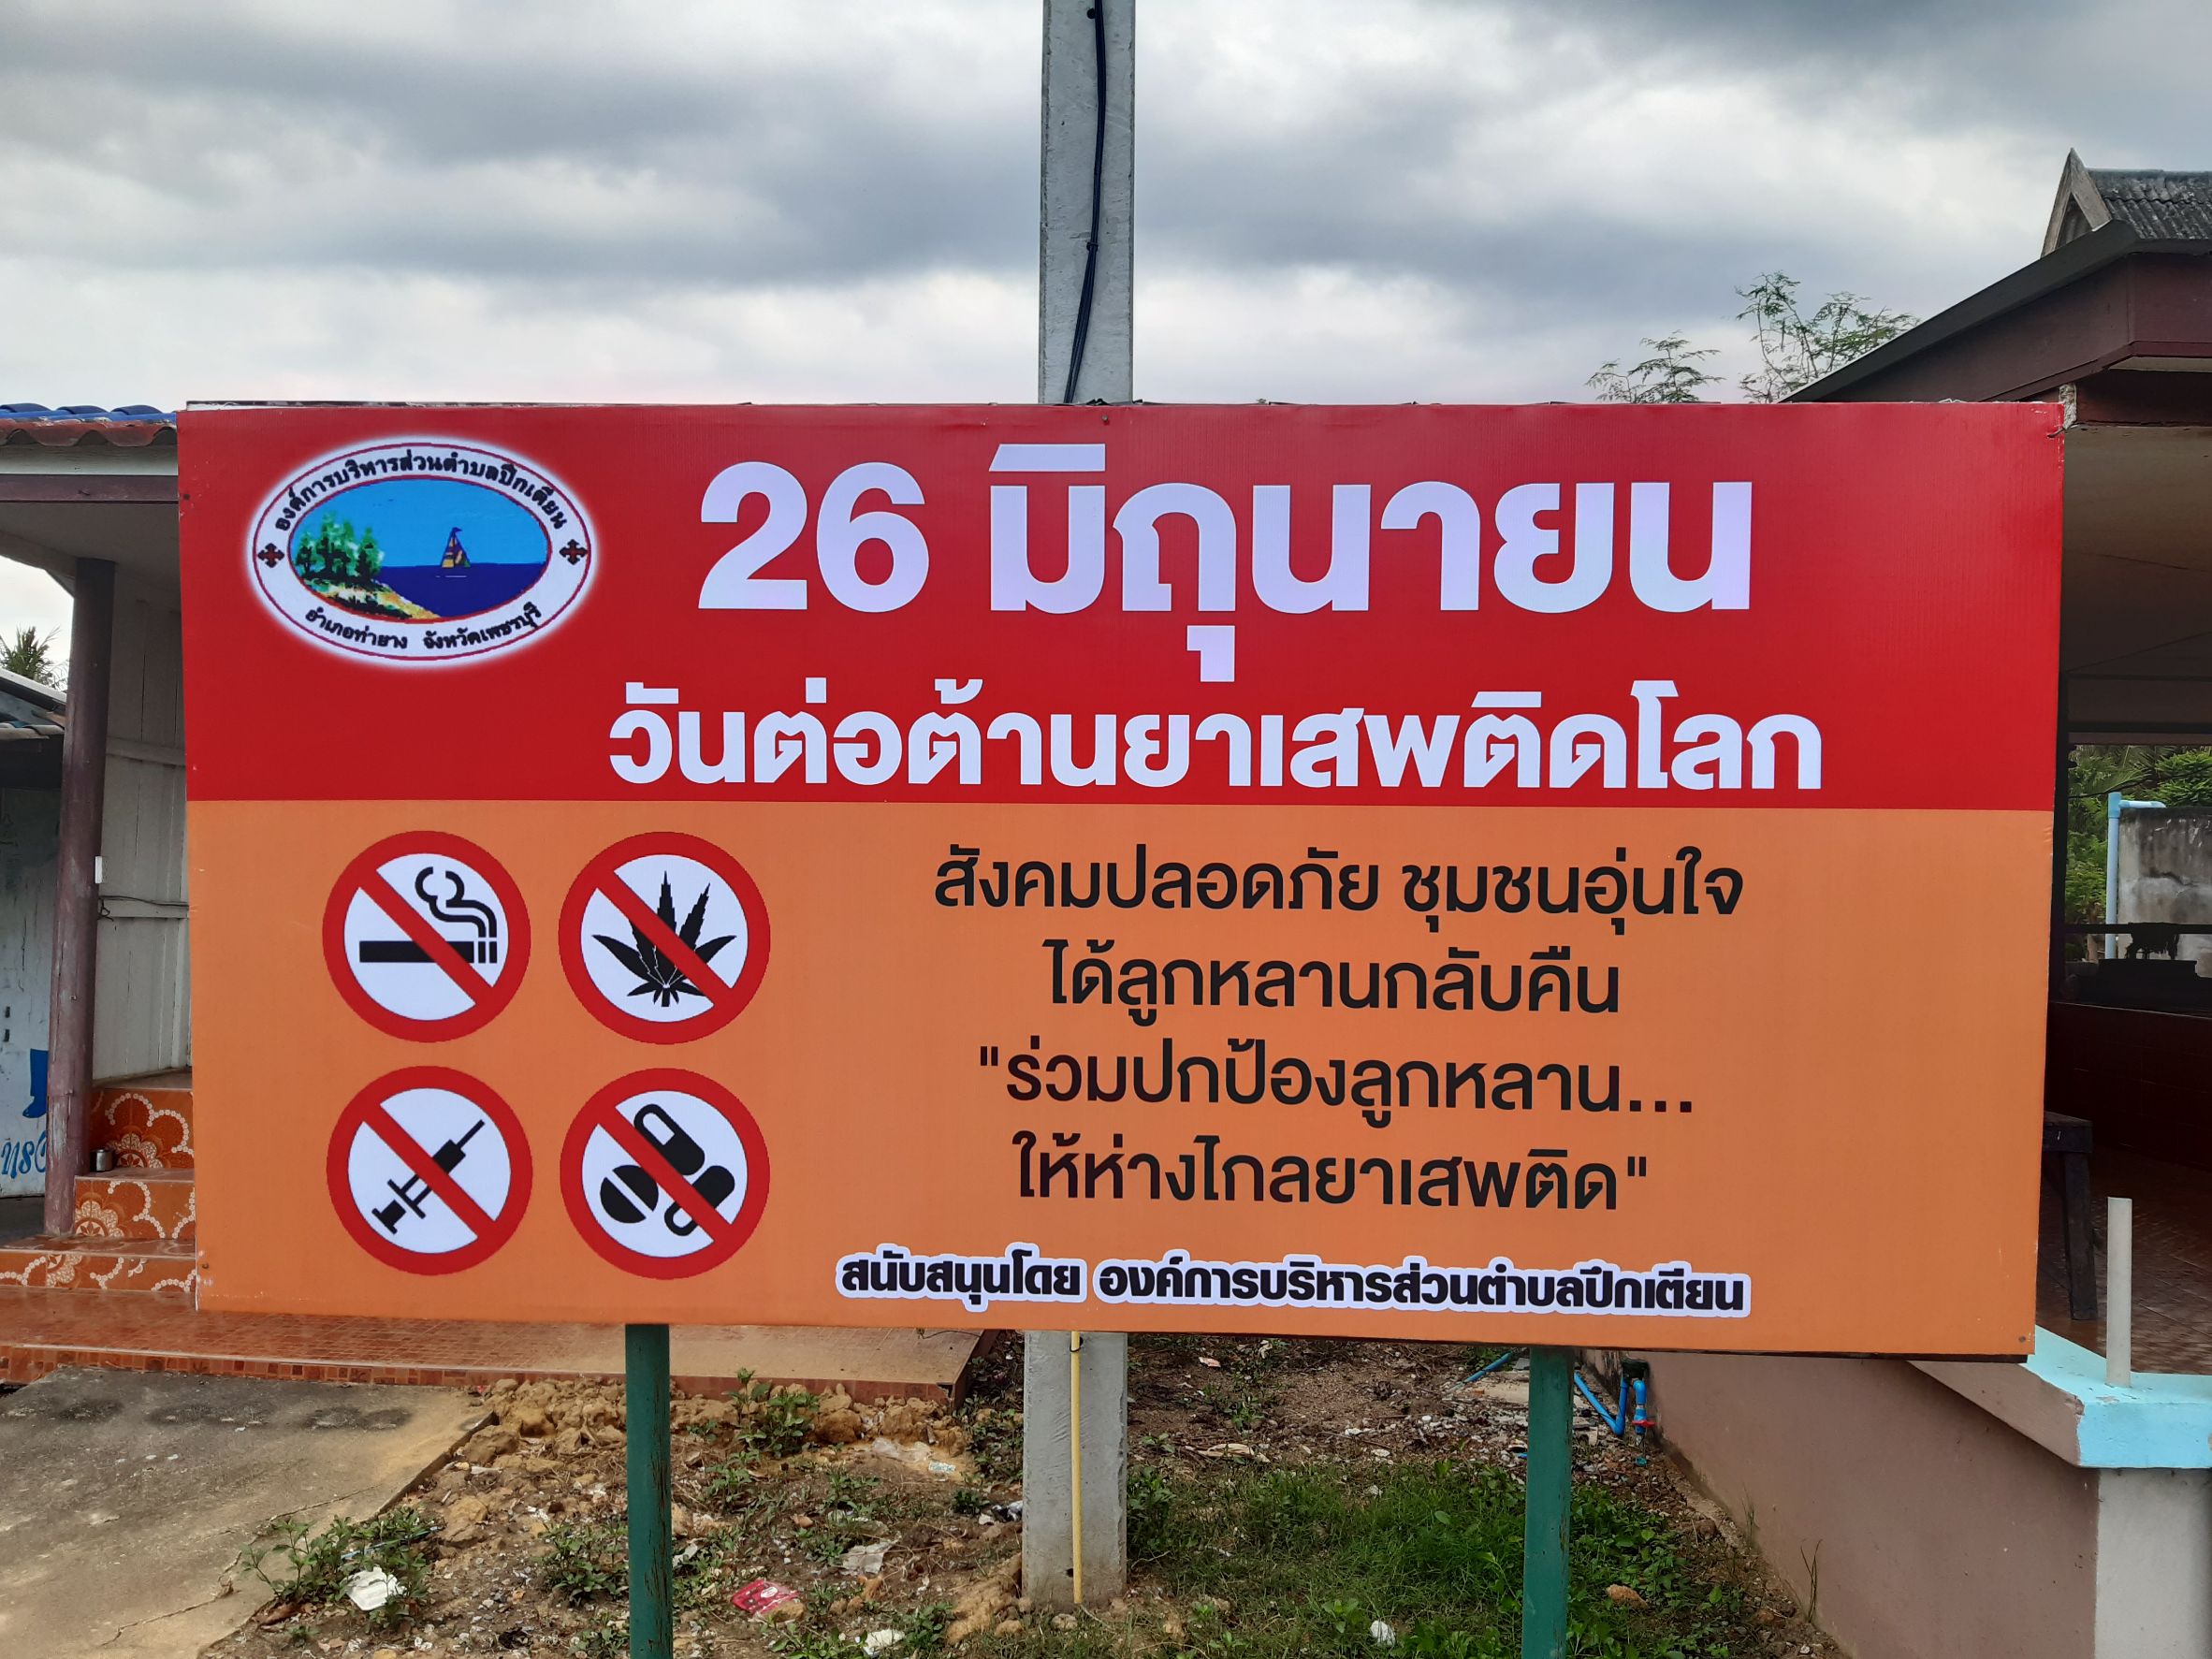 องค์การบริหารส่วนตำบลปึกเตียน
อำเภอท่ายาง จังหวัดเพชรบุรี
26 มิถุนายน
วันต่อต้านยาเสพติดโลก
สังคมปลอดภัย ชุมชนอุ่นใจ
ได้ลูกหลานกลับคืน
"ร่วมปกป้องลูกหลาน...
ให้ห่างไกลยาเสพติด"
สนับสนุนโดย องค์การบริหารส่วนตำบลปึกเตียน